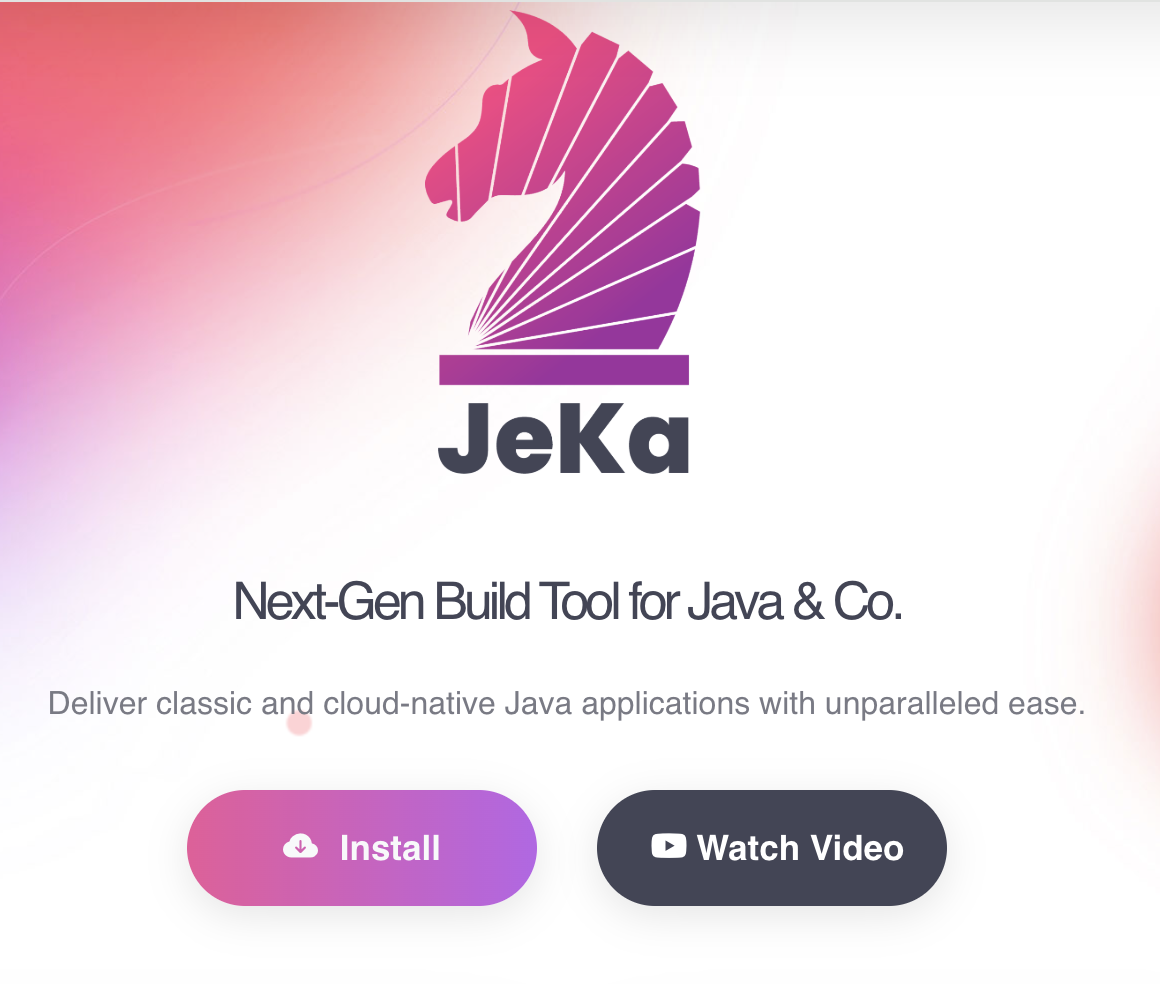 JeKa
Next-Gen Build Tool for Java & Co.
Deliver classic and cloud-native Java applications with unparalleled ease.
Install
Watch Video